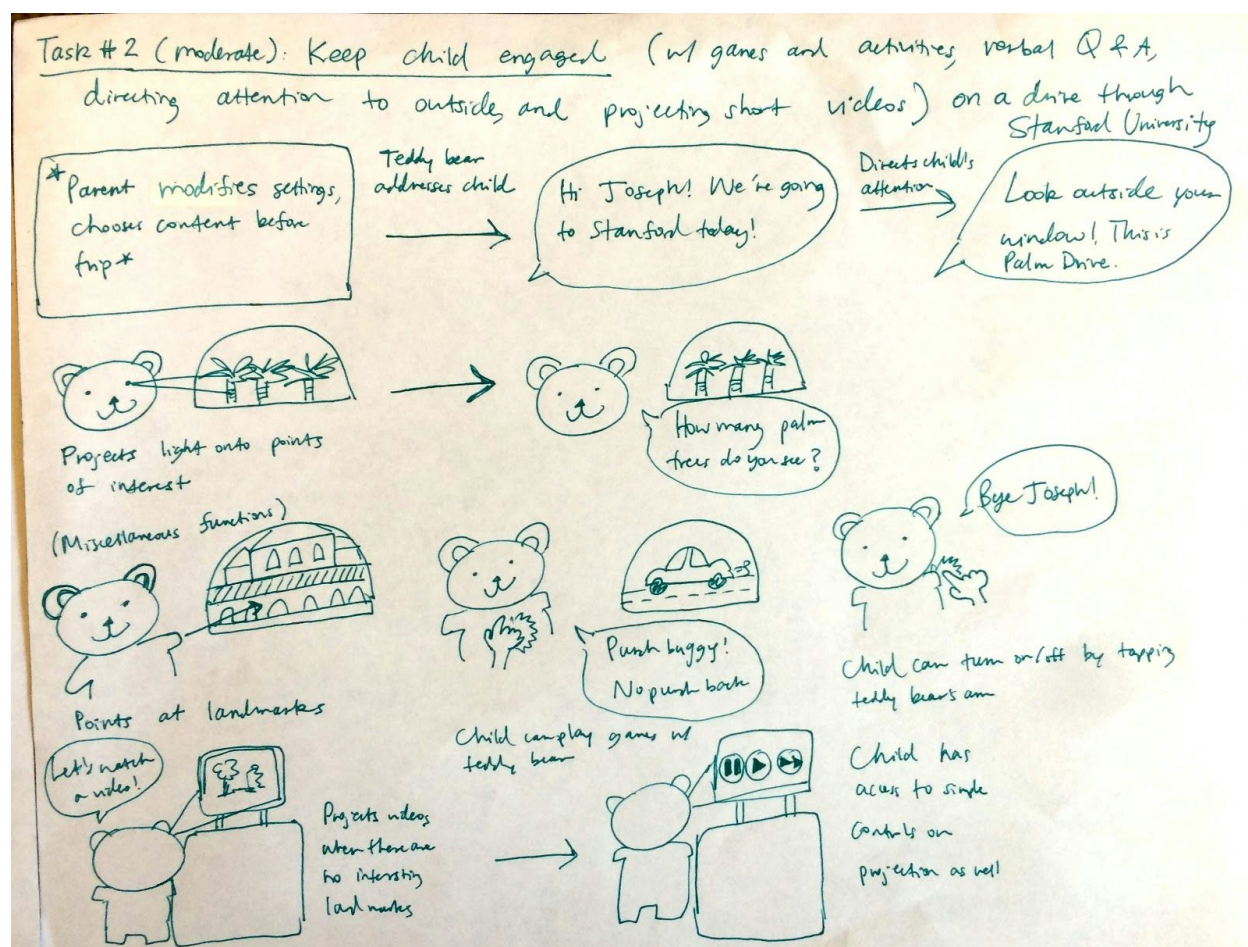 Task #2 (moderate): Keep child engaged (w/ games and activities, verbal Q & A,
directing attention to outside, and projecting short videos) on a drive through
Stanford University
*Parent modifies settings,
chooses content before
trip*
Teddy bear
addresses child
Hi Joseph! We're going
to Stanford today!
Directs child's
attention
Look outside your
window! This is
Palm Drive.
Projects light onto points
of interest
How many palm
trees do you see?
(Miscellaneous functions)
Points at landmarks
Punch buggy!
No punch back
Child can play games w/
teddy bear
Bye Joseph!
Child can turn on/off by tapping
teddy bear's arm
Let's watch
a video!
Projects videos
when there are
no interesting
landmarks
Child has
access to simple
controls on
projection as well